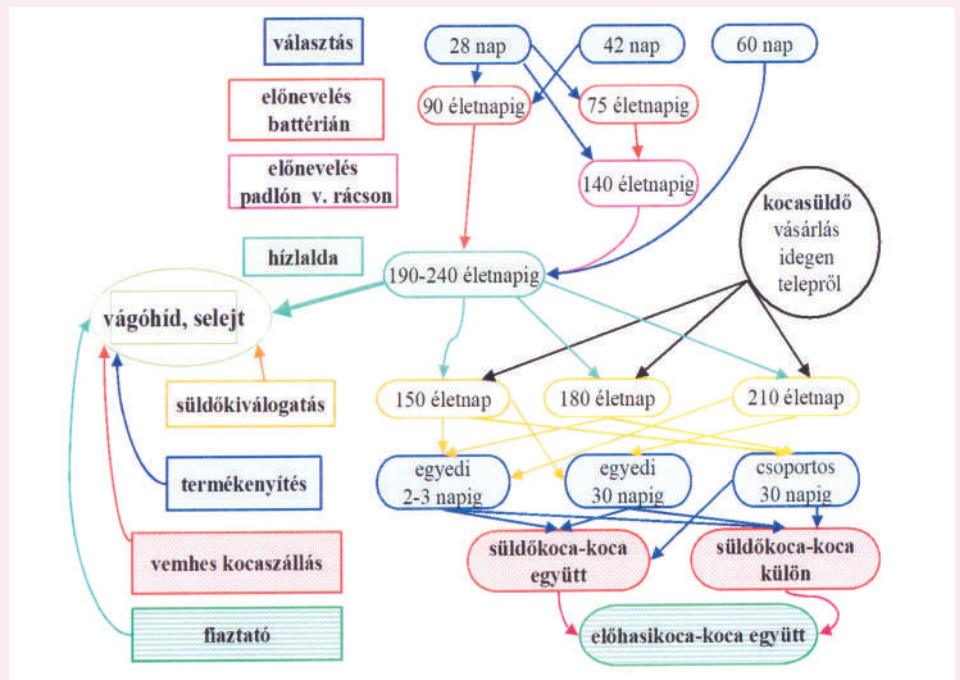 választás
28 nap
42 nap
60 nap
előnevelés
battérián
90 életnapig
75 életnapig
előnevelés
padlón v. rácson
140 életnapig
kocasüldő
vásárlás
idegen
telepről
hízlalda
190-240 életnapig
vágóhíd, selejt
süldőkiválogatás
150 életnap
180 életnap
210 életnap
termékenyítés
egyedi
2-3 napig
egyedi
30 napig
csoportos
30 napig
vemhes kocaszállás
süldőkoca-koca
együtt
süldőkoca-koca
külön
fiaztató
előhasikoca-koca együtt